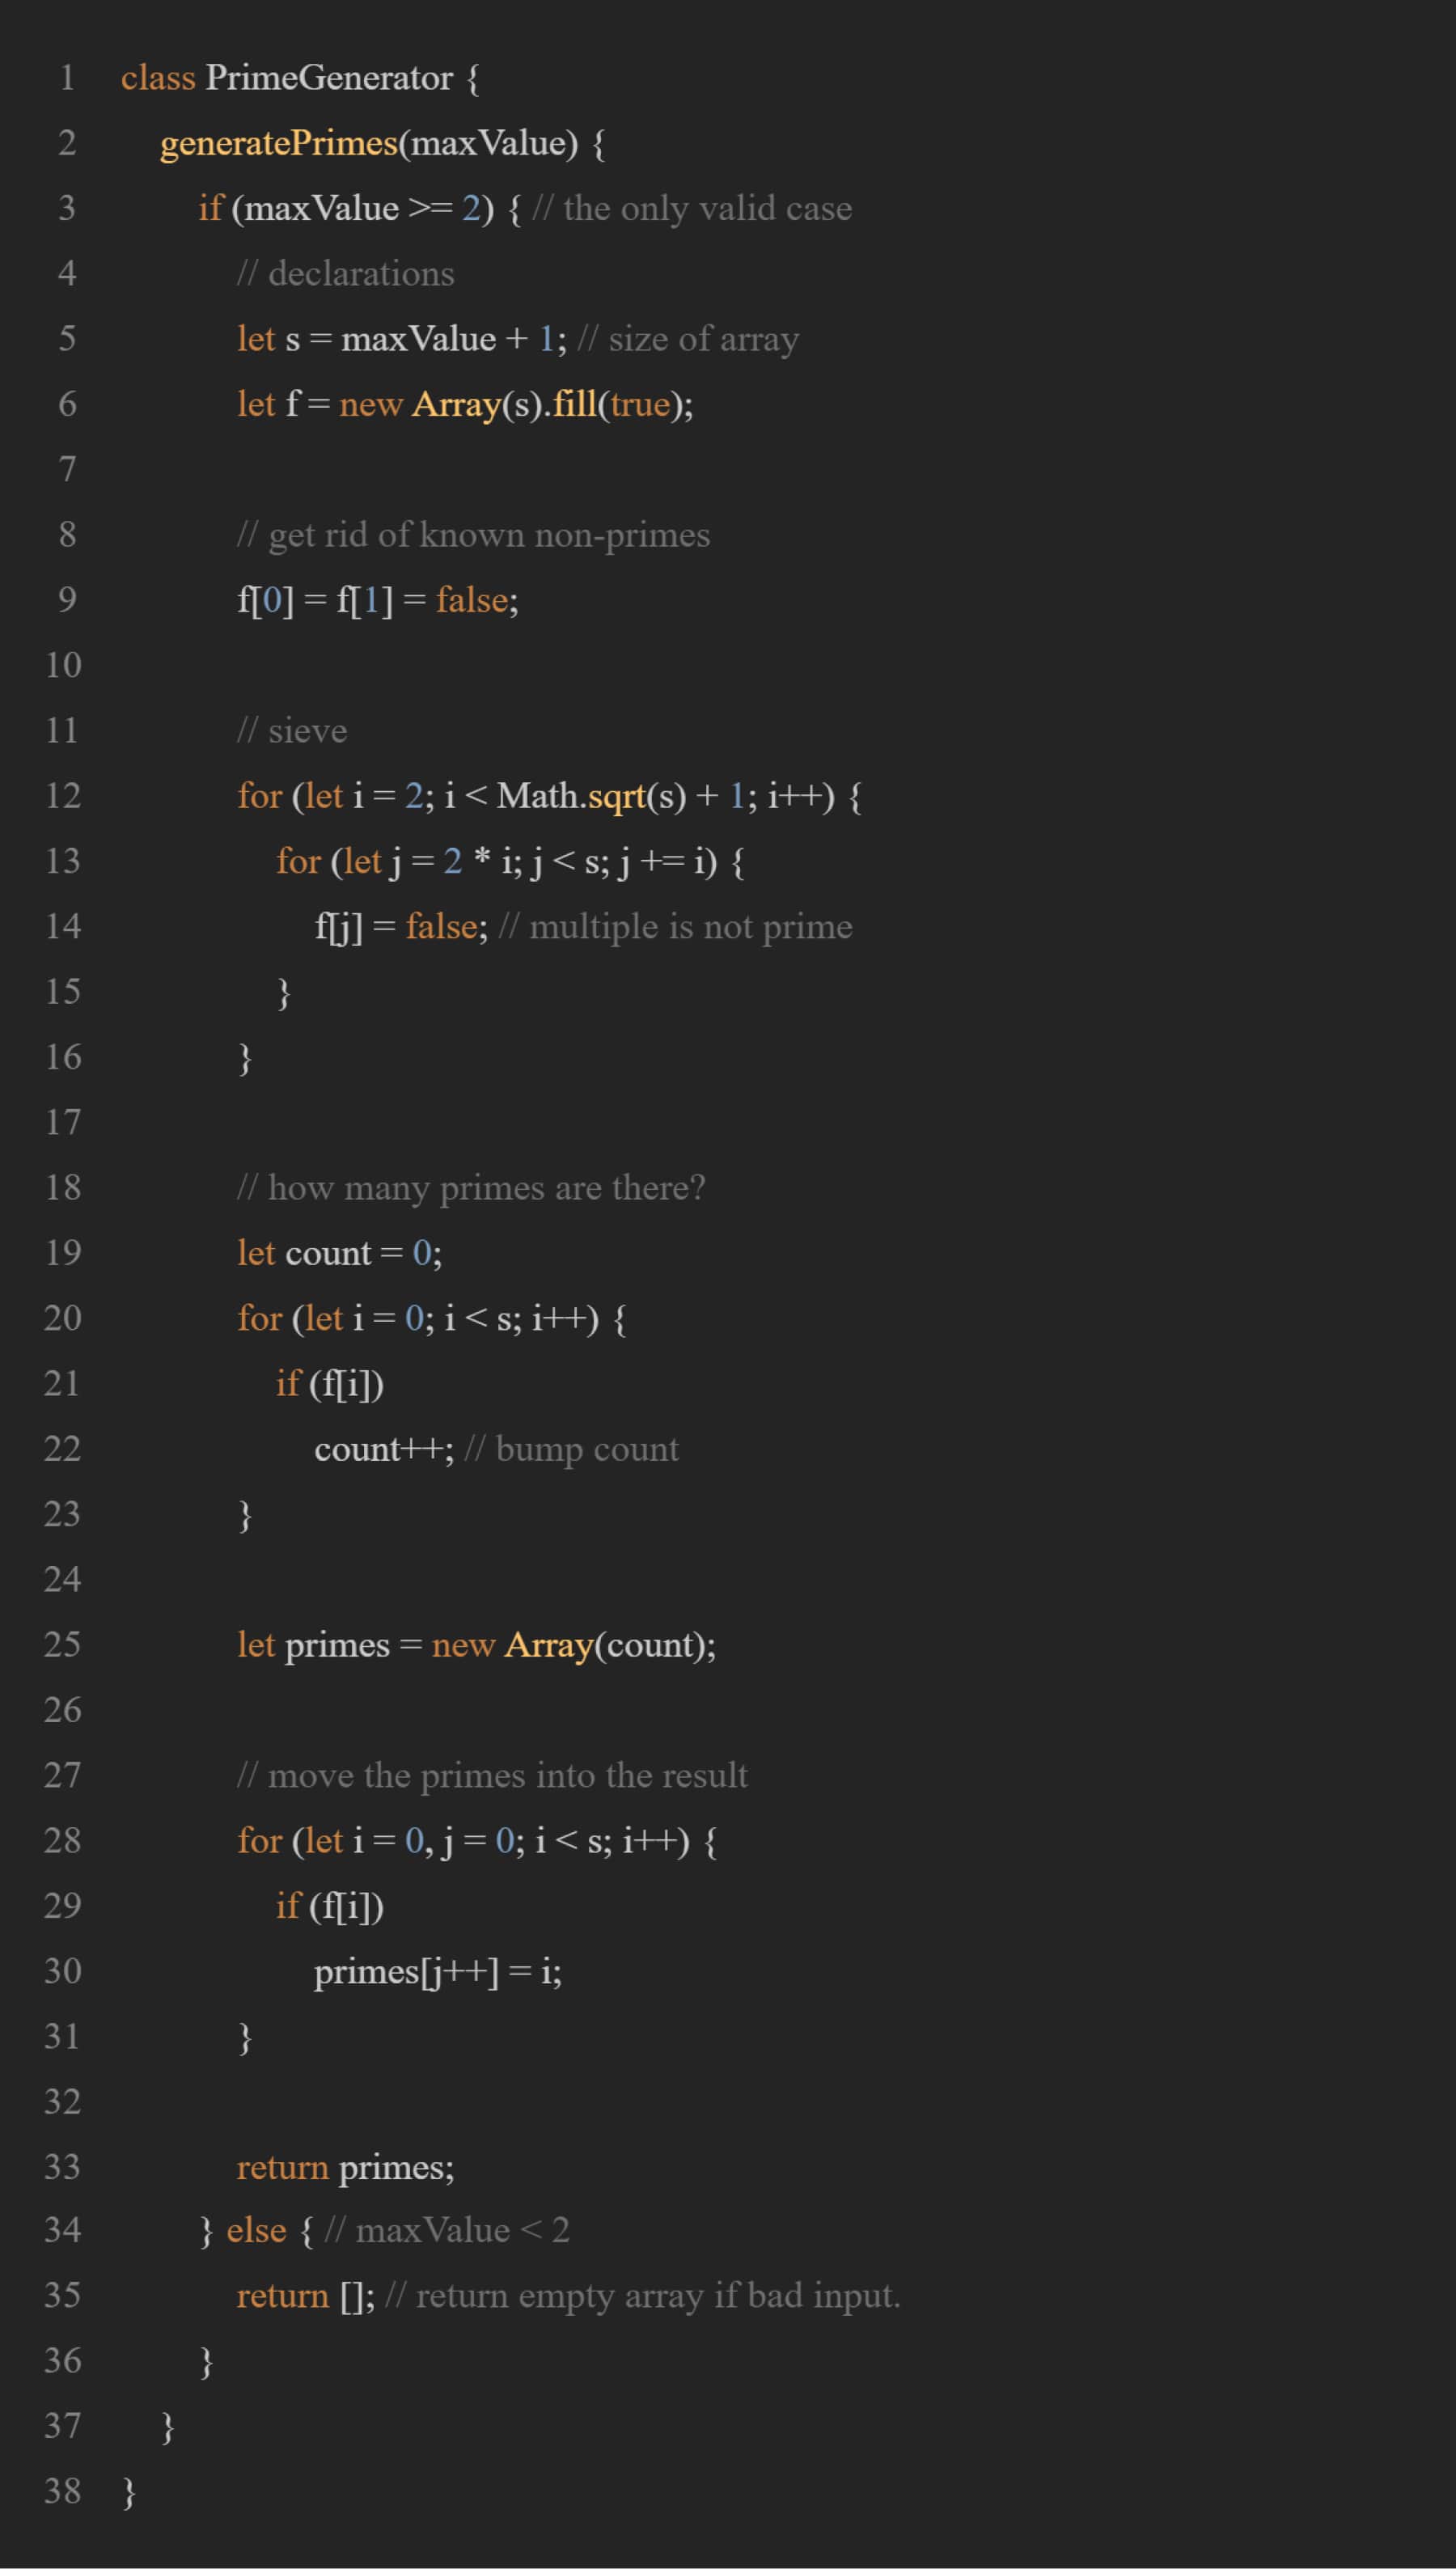 1 class PrimeGenerator {
2 generatePrimes(maxValue) {
3 if (maxValue >= 2) { // the only valid case
4 // declarations
5 let s = maxValue + 1; // size of array
6 let f = new Array(s).fill(true);
7
8 // get rid of known non-primes
9 f[0] = f[1] = false;
10
11 // sieve
12 for (let i = 2; i < Math.sqrt(s) + 1; i++) {
13 for (let j = 2 * i; j < s; j += i) {
14 f[j] = false; // multiple is not prime
15 }
16 }
17
18 // how many primes are there?
19 let count = 0;
20 for (let i = 0; i < s; i++) {
21 if (f[i])
22 count++; // bump count
23 }
24
25 let primes = new Array(count);
26
27 // move the primes into the result
28 for (let i = 0, j = 0; i < s; i++) {
29 if (f[i])
30 primes[j++] = i;
31 }
32
33 return primes;
34 } else { // maxValue < 2
35 return []; // return empty array if bad input.
36 }
37 }
38 }